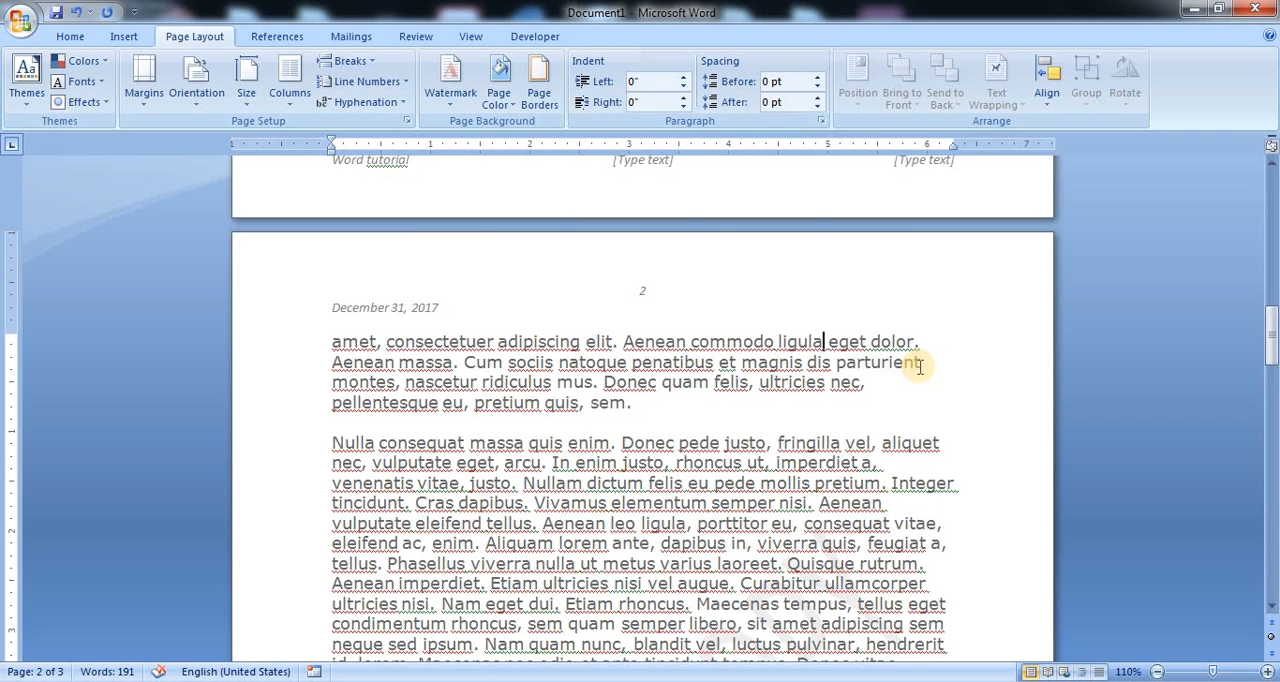 Document1 - Microsoft Word
Home Insert Page Layout References Mailings Review View Developer
Themes Colors Fonts Effects Themes
Margins Orientation Size Columns Breaks Line Numbers Hyphenation Page Setup
Watermark Page Color Page Borders Page Background
Indent Left: 0" Right: 0" Spacing Before: 0 pt After: 0 pt Paragraph
Position Bring to Front Send to Back Text Wrapping Align Group Rotate Arrange
1 1 2 3 4 5 6 7
Word tutorial [Type text] [Type text]
2
December 31, 2017
amet, consectetuer adipiscing elit. Aenean commodo ligula eget dolor.
Aenean massa. Cum sociis natoque penatibus et magnis dis parturient
montes, nascetur ridiculus mus. Donec quam felis, ultricies nec,
pellentesque eu, pretium quis, sem.
Nulla consequat massa quis enim. Donec pede justo, fringilla vel, aliquet
nec, vulputate eget, arcu. In enim justo, rhoncus ut, imperdiet a,
venenatis vitae, justo. Nullam dictum felis eu pede mollis pretium. Integer
tincidunt. Cras dapibus. Vivamus elementum semper nisi. Aenean
vulputate eleifend tellus. Aenean leo ligula, porttitor eu, consequat vitae,
eleifend ac, enim. Aliquam lorem ante, dapibus in, viverra quis, feugiat a,
tellus. Phasellus viverra nulla ut metus varius laoreet. Quisque rutrum.
Aenean imperdiet. Etiam ultricies nisi vel augue. Curabitur ullamcorper
ultricies nisi. Nam eget dui. Etiam rhoncus. Maecenas tempus, tellus eget
condimentum rhoncus, sem quam semper libero, sit amet adipiscing sem
neque sed ipsum. Nam quam nunc, blandit vel, luctus pulvinar, hendrerit
Page: 2 of 3 Words: 191 English (United States) 110%